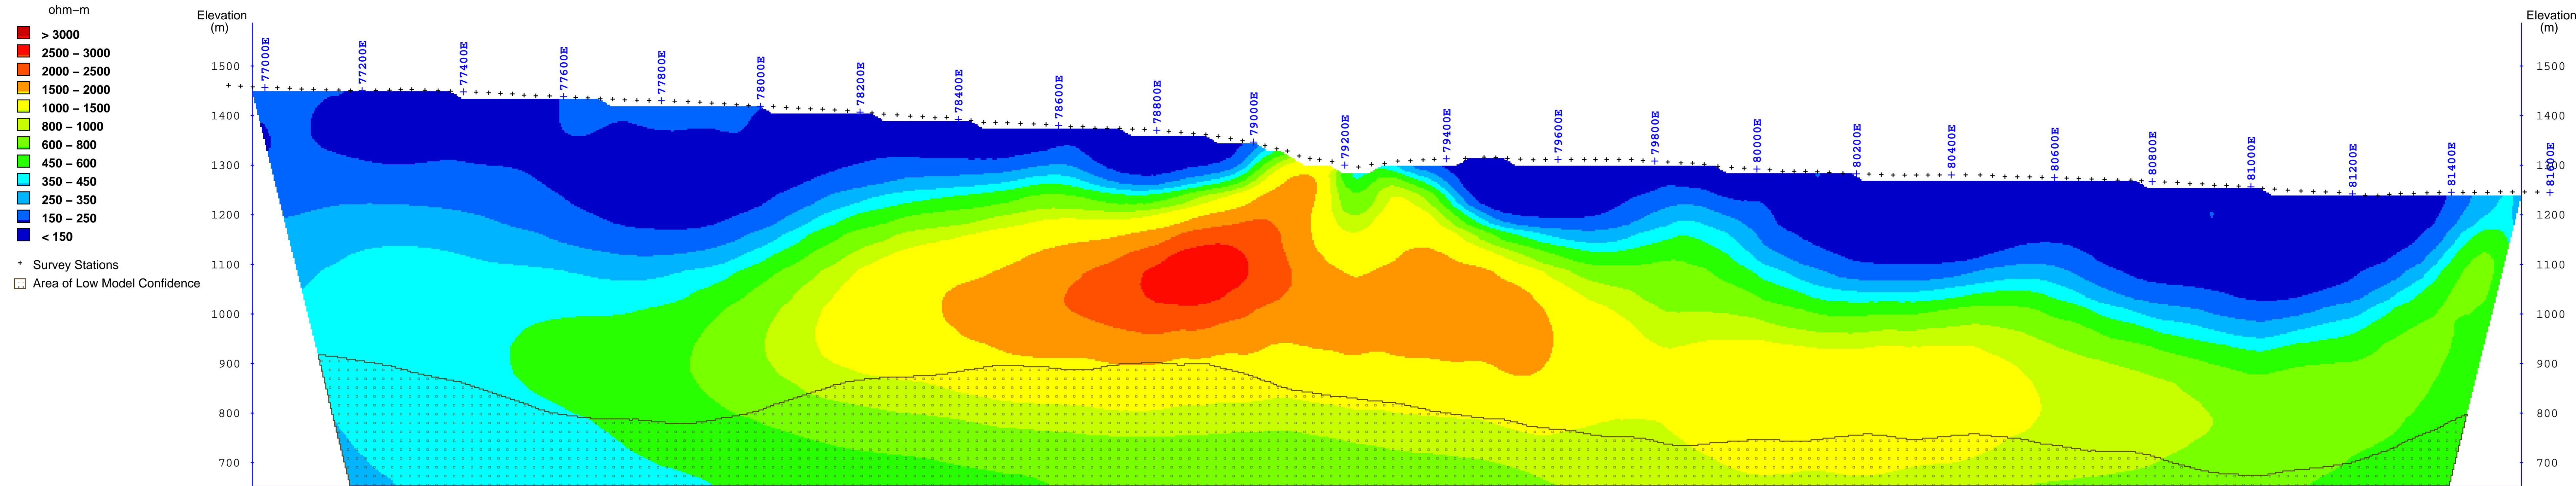 ohm-m
> 3000
2500 - 3000
2000 - 2500
1500 - 2000
1000 - 1500
800 - 1000
600 - 800
450 - 600
350 - 450
250 - 350
150 - 250
< 150
+ Survey Stations
Area of Low Model Confidence
Elevation
(m)
1500
1400
1300
1200
1100
1000
900
800
700
77000E
77200E
77400E
77600E
77800E
78000E
78200E
78400E
78600E
78800E
79000E
79200E
79400E
79600E
79800E
80000E
80200E
80400E
80600E
80800E
81000E
81200E
81400E
81600E
Elevation
(m)
1500
1400
1300
1200
1100
1000
900
800
700